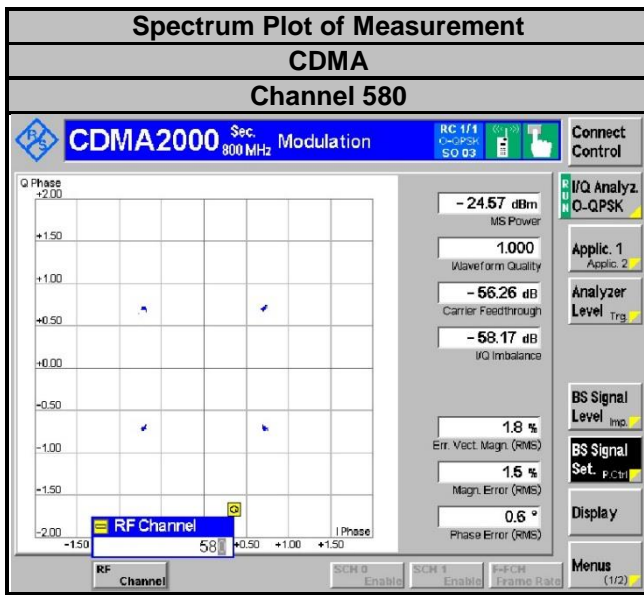 Spectrum Plot of Measurement
CDMA
Channel 580
R&S
CDMA2000 Sec. 800 MHz Modulation
RC 1/1
O-QPSK
SO 03
Connect Control
Q Phase
+2.00
+1.50
+1.00
+0.50
+0.00
-0.50
-1.00
-1.50
-2.00
- 24.57 dBm
MS Power
1.000
Waveform Quality
- 56.26 dB
Carrier Feedthrough
- 58.17 dB
I/Q Imbalance
1.8 %
Err. Vect. Magn. (RMS)
1.5 %
Magn. Error (RMS)
0.6 °
Phase Error (RMS)
RUN
I/Q Analyz.
O-QPSK
Applic. 1
Applic. 2
Analyzer
Level Trg.
BS Signal
Level Imp.
BS Signal
Set. P.Ctrl
Display
Menus
(1/2)
RF Channel
58
I Phase
-1.50 +0.50 +1.00 +1.50
RF
Channel
SCH 0
Enable
SCH 1
Enable
F-FCH
Frame Rate